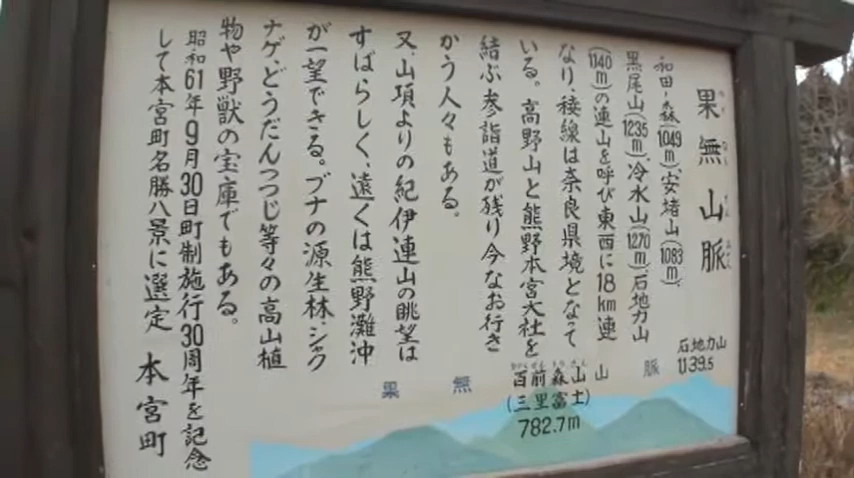 果無山脈
和田ノ森(1049m)、安堵山(1083m)、
黒尾山(1235m)、冷水山(1270m)、石地力山
(1140m)の連山を呼び東西に18km連
なり、稜線は奈良県境となって
いる。高野山と熊野本宮大社を
結ぶ参詣道が残り今なお行き
かう人々もある。
又、山頂よりの紀伊連山の眺望は
すばらしく、遠くは熊野灘沖
が一望できる。ブナの源生林、シャク
ナゲ、どうだんつつじ等々の高山植
物や野獣の宝庫でもある。
昭和61年9月30日町制施行30周年を記念
して本宮町名勝八景に選定 本宮町
果無山脈
石地力山
1139.5
百前森山
(三里富士)
782.7m